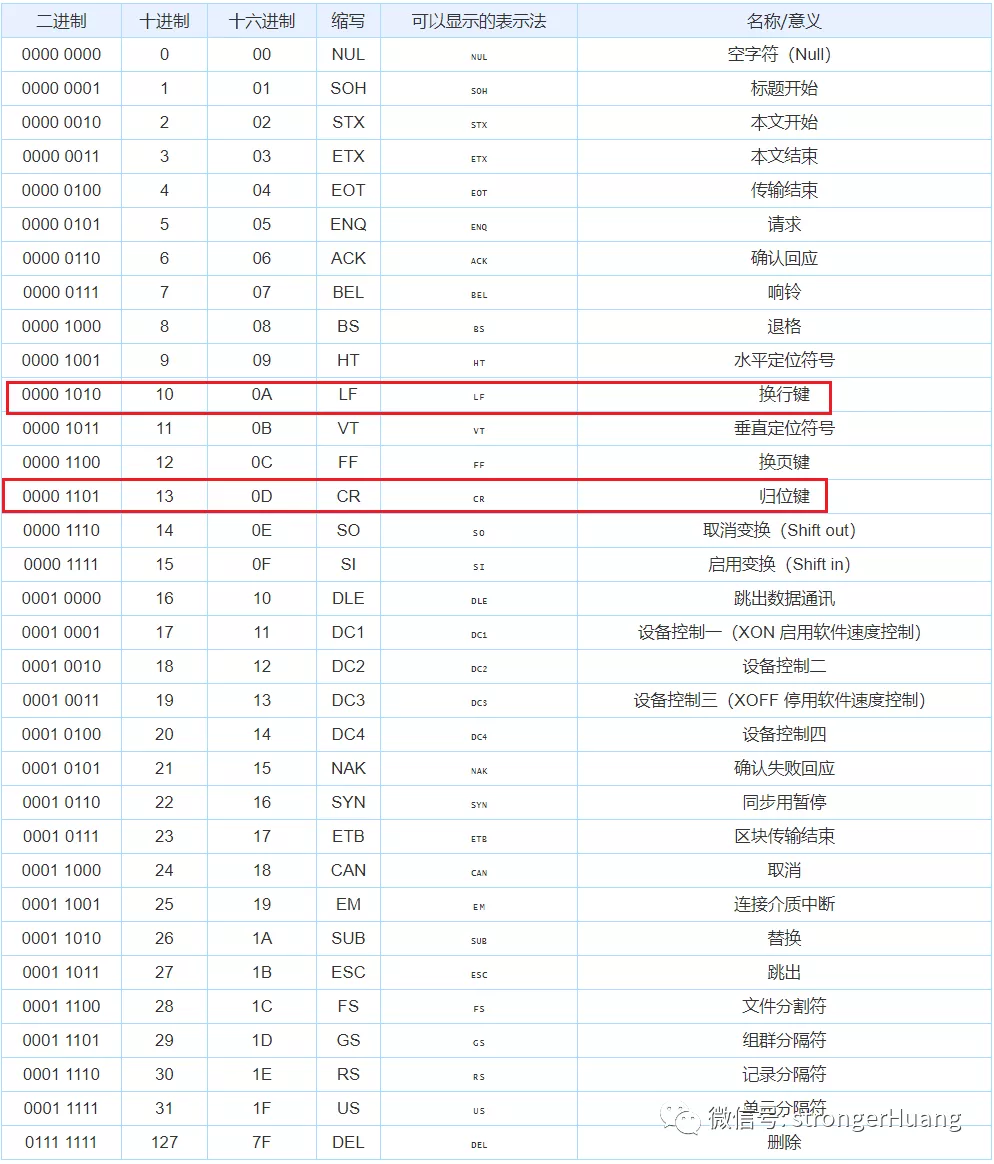 二进制 十进制 十六进制 缩写 可以显示的表示法 名称/意义
0000 0000 0 00 NUL NUL 空字符（Null）
0000 0001 1 01 SOH SOH 标题开始
0000 0010 2 02 STX STX 本文开始
0000 0011 3 03 ETX ETX 本文结束
0000 0100 4 04 EOT EOT 传输结束
0000 0101 5 05 ENQ ENQ 请求
0000 0110 6 06 ACK ACK 确认回应
0000 0111 7 07 BEL BEL 响铃
0000 1000 8 08 BS BS 退格
0000 1001 9 09 HT HT 水平定位符号
0000 1010 10 0A LF LF 换行键
0000 1011 11 0B VT VT 垂直定位符号
0000 1100 12 0C FF FF 换页键
0000 1101 13 0D CR CR 归位键
0000 1110 14 0E SO SO 取消变换（Shift out）
0000 1111 15 0F SI SI 启用变换（Shift in）
0001 0000 16 10 DLE DLE 跳出数据通讯
0001 0001 17 11 DC1 DC1 设备控制一（XON 启用软件速度控制）
0001 0010 18 12 DC2 DC2 设备控制二
0001 0011 19 13 DC3 DC3 设备控制三（XOFF 停用软件速度控制）
0001 0100 20 14 DC4 DC4 设备控制四
0001 0101 21 15 NAK NAK 确认失败回应
0001 0110 22 16 SYN SYN 同步用暂停
0001 0111 23 17 ETB ETB 区块传输结束
0001 1000 24 18 CAN CAN 取消
0001 1001 25 19 EM EM 连接介质中断
0001 1010 26 1A SUB SUB 替换
0001 1011 27 1B ESC ESC 跳出
0001 1100 28 1C FS FS 文件分割符
0001 1101 29 1D GS GS 组群分隔符
0001 1110 30 1E RS RS 记录分隔符
0001 1111 31 1F US US 单元分隔符
微信号: strongerHuang
0111 1111 127 7F DEL DEL 删除